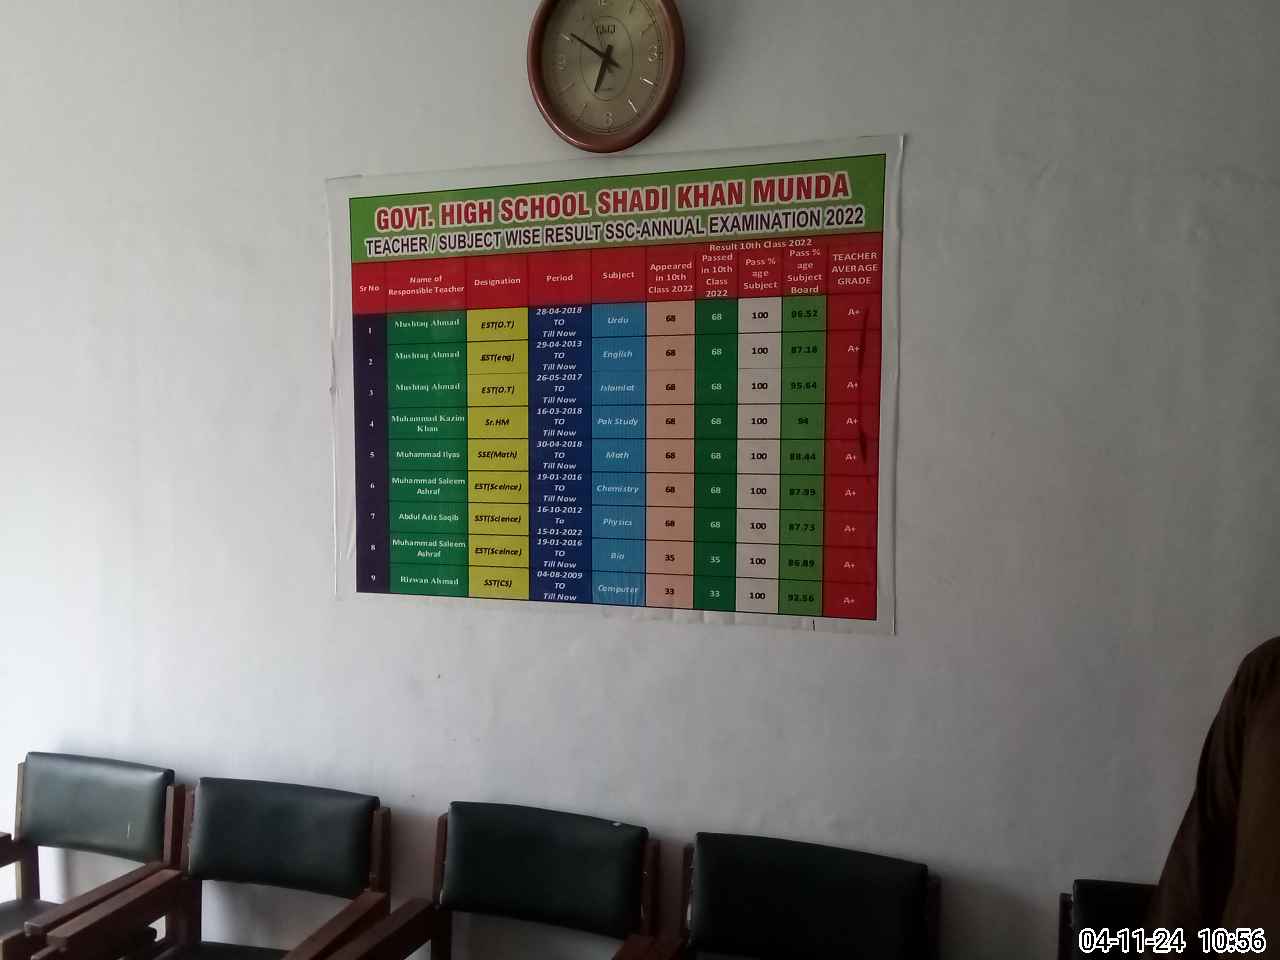 GOVT. HIGH SCHOOL SHADI KHAN MUNDA
TEACHER / SUBJECT WISE RESULT SSC-ANNUAL EXAMINATION 2022
Result 10th Class 2022
Sr No Name of Responsible Teacher Designation Period Subject Appeared in 10th Class 2022 Passed in 10th Class 2022 Pass % age Subject Pass % age Subject Board TEACHER AVERAGE GRADE
1 Mushtaq Ahmad EST(O.T) 28-04-2018 TO Till Now Urdu 68 68 100 96.52 A+
2 Mushtaq Ahmad EST(eng) 29-04-2013 TO Till Now English 68 68 100 87.18 A+
3 Mushtaq Ahmad EST(O.T) 26-05-2017 TO Till Now Islamiat 68 68 100 95.64 A+
4 Muhammad Kazim Khan Sr.HM 16-03-2018 TO Till Now Pak Study 68 68 100 94 A+
5 Muhammad Ilyas SSE(Math) 30-04-2018 TO Till Now Math 68 68 100 88.44 A+
6 Muhammad Saleem Ashraf EST(Sceince) 19-01-2016 TO Till Now Chemistry 68 68 100 87.99 A+
7 Abdul Aziz Saqib SST(Science) 16-10-2012 To 15-01-2022 Physics 68 68 100 87.73 A+
8 Muhammad Saleem Ashraf EST(Sceince) 19-01-2016 TO Till Now Bio 35 35 100 86.89 A+
9 Rizwan Ahmad SST(CS) 04-08-2009 TO Till Now Computer 33 33 100 92.56 A+
04-11-24 10:56